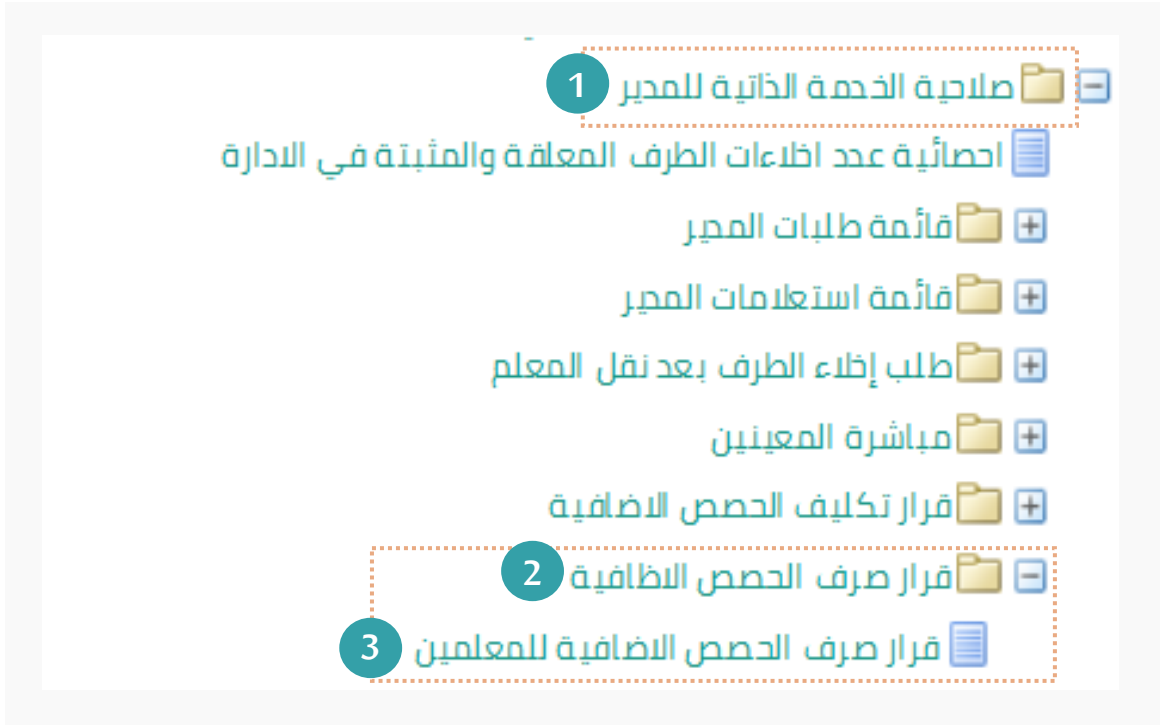 صلاحية الخدمة الذاتية للمدير 1
احصائية عدد اخلاءات الطرف المعلقة والمثبتة في الادارة
قائمة طلبات المدير
قائمة استعلامات المدير
طلب إخلاء الطرف بعد نقل المعلم
مباشرة المعينين
قرار تكليف الحصص الاضافية
قرار صرف الحصص الاظافية 2
قرار صرف الحصص الاضافية للمعلمين 3